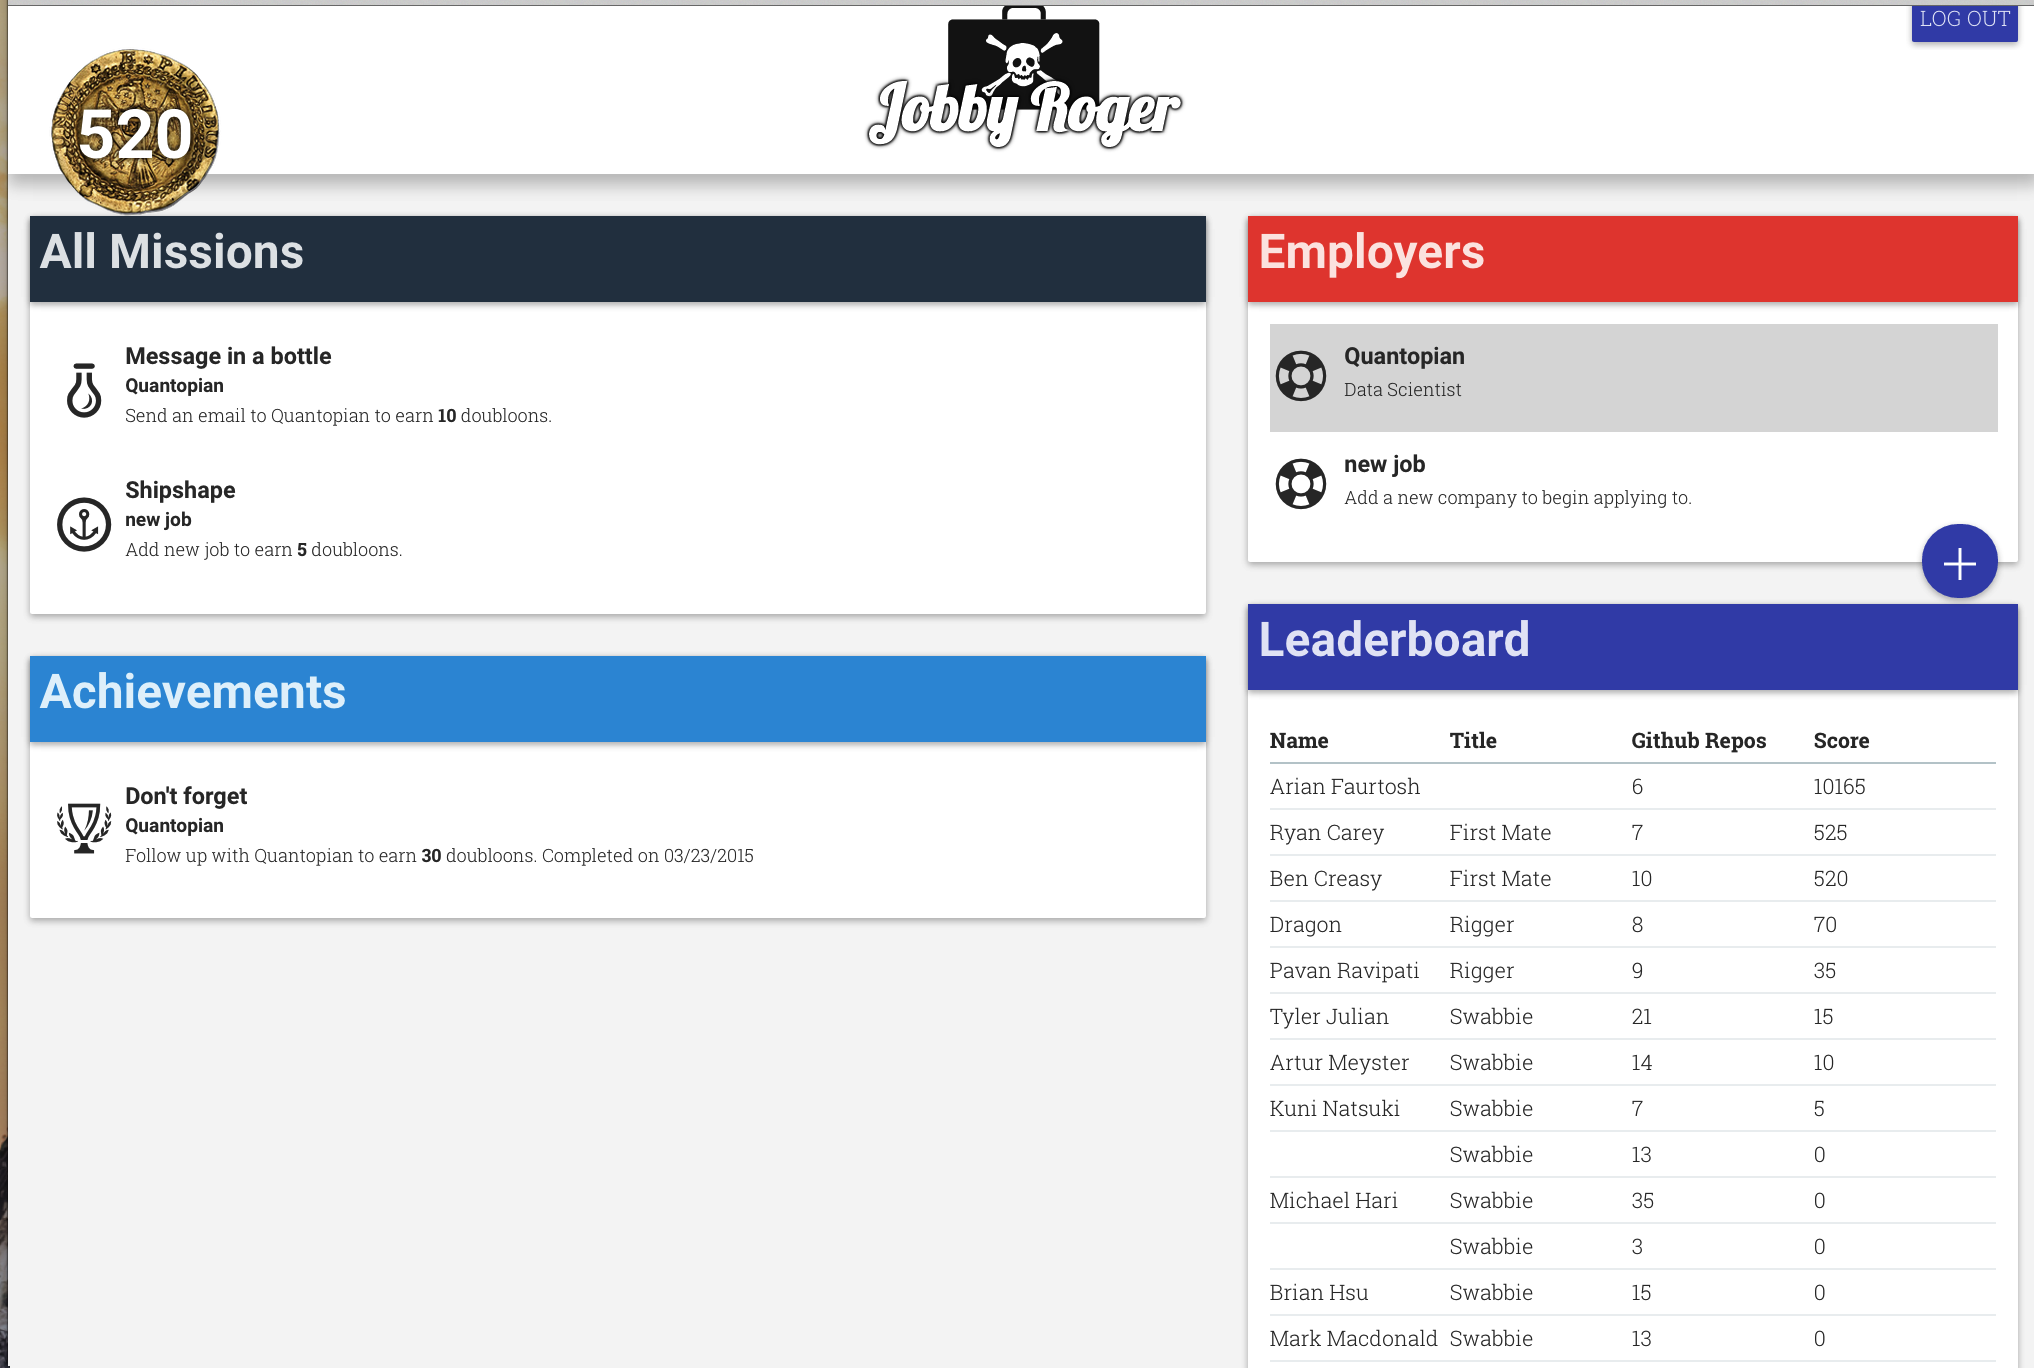 LOG OUT
Jobby Roger
520
All Missions
Message in a bottle
Quantopian
Send an email to Quantopian to earn 10 doubloons.
Shipshape
new job
Add new job to earn 5 doubloons.
Achievements
Don't forget
Quantopian
Follow up with Quantopian to earn 30 doubloons. Completed on 03/23/2015
Employers
Quantopian
Data Scientist
new job
Add a new company to begin applying to.
Leaderboard
Name Title Github Repos Score
Arian Faurtosh 6 10165
Ryan Carey First Mate 7 525
Ben Creasy First Mate 10 520
Dragon Rigger 8 70
Pavan Ravipati Rigger 9 35
Tyler Julian Swabbie 21 15
Artur Meyster Swabbie 14 10
Kuni Natsuki Swabbie 7 5
Swabbie 13 0
Michael Hari Swabbie 35 0
Swabbie 3 0
Brian Hsu Swabbie 15 0
Mark Macdonald Swabbie 13 0